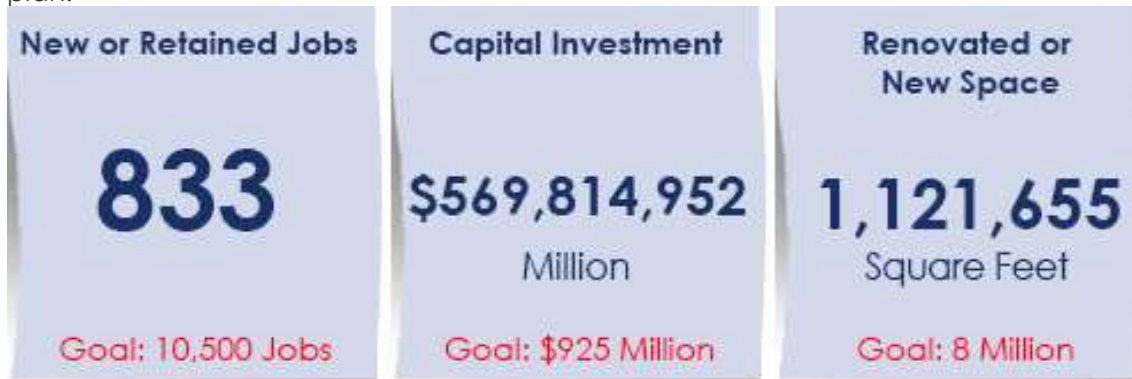 plan.
New or Retained Jobs
833
Goal: 10,500 Jobs
Capital Investment
$569,814,952
Million
Goal: $925 Million
Renovated or
New Space
1,121,655
Square Feet
Goal: 8 Million